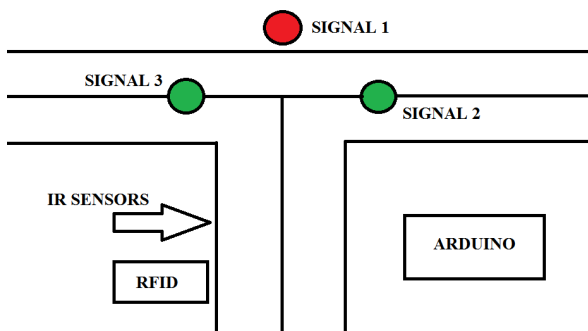 SIGNAL 1
SIGNAL 3
SIGNAL 2
IR SENSORS
ARDUINO
RFID